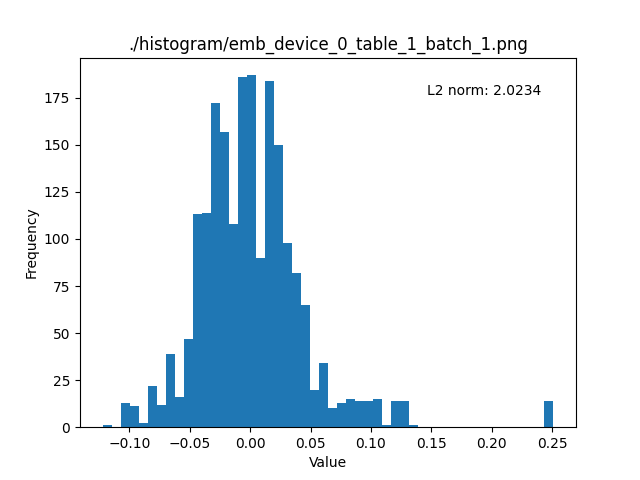 ./histogram/emb_device_0_table_1_batch_1.png
L2 norm: 2.0234
Frequency
175
150
125
100
75
50
25
0
−0.10 −0.05 0.00 0.05 0.10 0.15 0.20 0.25
Value